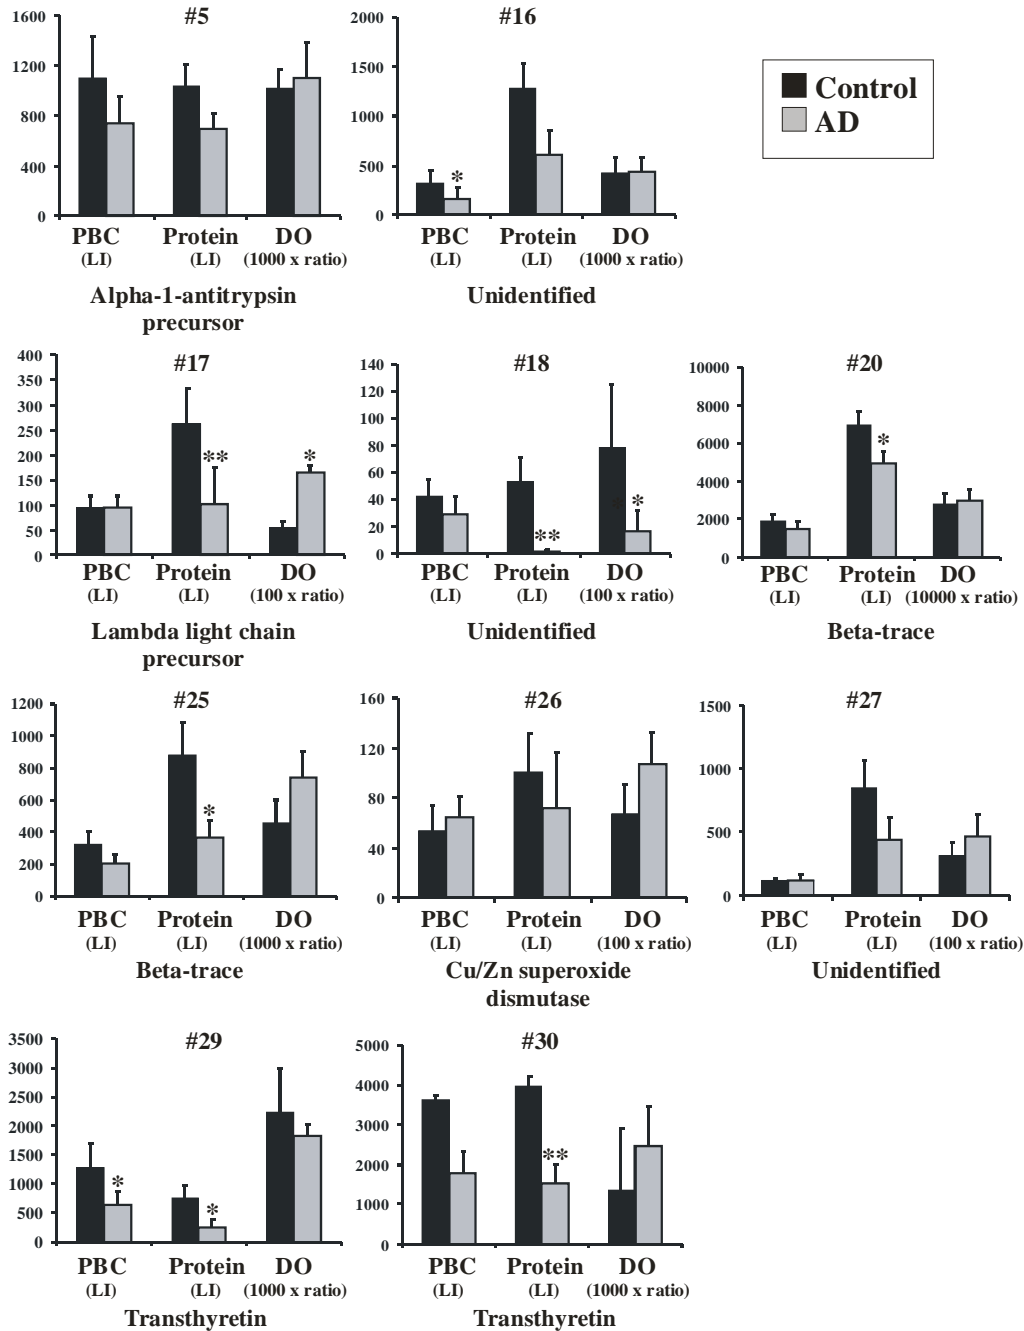 #5
1600
1200
800
400
0
PBC Protein DO
(LI) (LI) (1000 x ratio)
Alpha-1-antitrypsin
precursor
#16
2000
1500
1000
500
0
*
PBC Protein DO
(LI) (LI) (1000 x ratio)
Unidentified
Control
AD
#17
400
350
300
250
200
150
100
50
0
** *
PBC Protein DO
(LI) (LI) (100 x ratio)
Lambda light chain
precursor
#18
140
120
100
80
60
40
20
0
** *
PBC Protein DO
(LI) (LI) (100 x ratio)
Unidentified
#20
10000
8000
6000
4000
2000
0
*
PBC Protein DO
(LI) (LI) (10000 x ratio)
Beta-trace
#25
1200
1000
800
600
400
200
0
*
PBC Protein DO
(LI) (LI) (1000 x ratio)
Beta-trace
#26
160
120
80
40
0
PBC Protein DO
(LI) (LI) (100 x ratio)
Cu/Zn superoxide
dismutase
#27
1500
1000
500
0
PBC Protein DO
(LI) (LI) (100 x ratio)
Unidentified
#29
3500
3000
2500
2000
1500
1000
500
0
* *
PBC Protein DO
(LI) (LI) (1000 x ratio)
Transthyretin
#30
5000
4000
3000
2000
1000
0
**
PBC Protein DO
(LI) (LI) (1000 x ratio)
Transthyretin